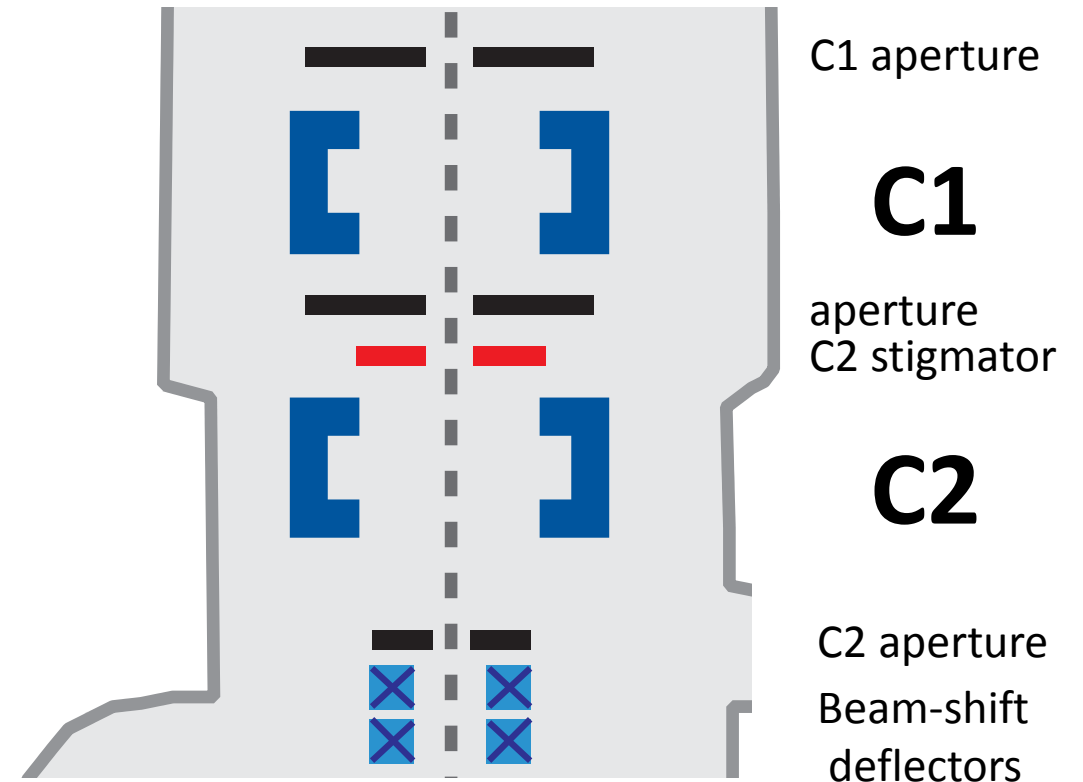 C1 aperture
C1
aperture
C2 stigmator
C2
C2 aperture
Beam-shift
deflectors